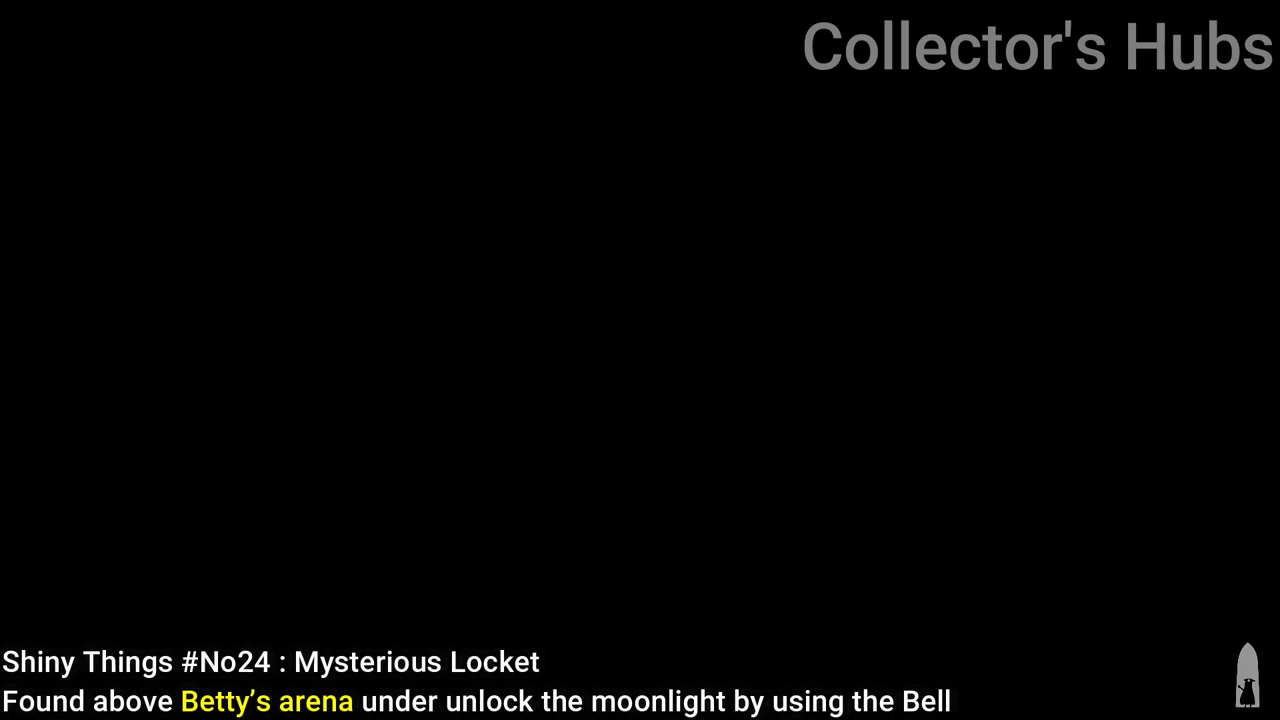 Collector's Hubs
Shiny Things #No24 : Mysterious Locket
Found above Betty’s arena under unlock the moonlight by using the Bell